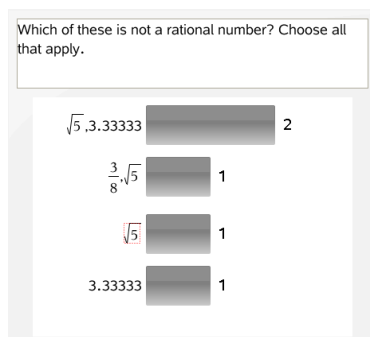 Which of these is not a rational number? Choose all
that apply.
√5,3.33333 2
3/8,√5 1
√5 1
3.33333 1